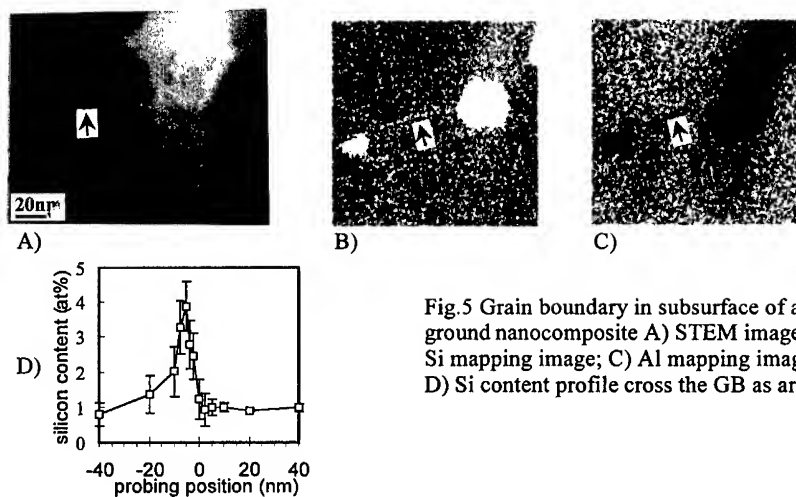 20nm
A)
B)
C)
D)
silicon content (at%)
5
4
3
2
1
0
-40 -20 0 20 40
probing position (nm)
Fig.5 Grain boundary in subsurface of a
ground nanocomposite A) STEM image
Si mapping image; C) Al mapping imag
D) Si content profile cross the GB as ar